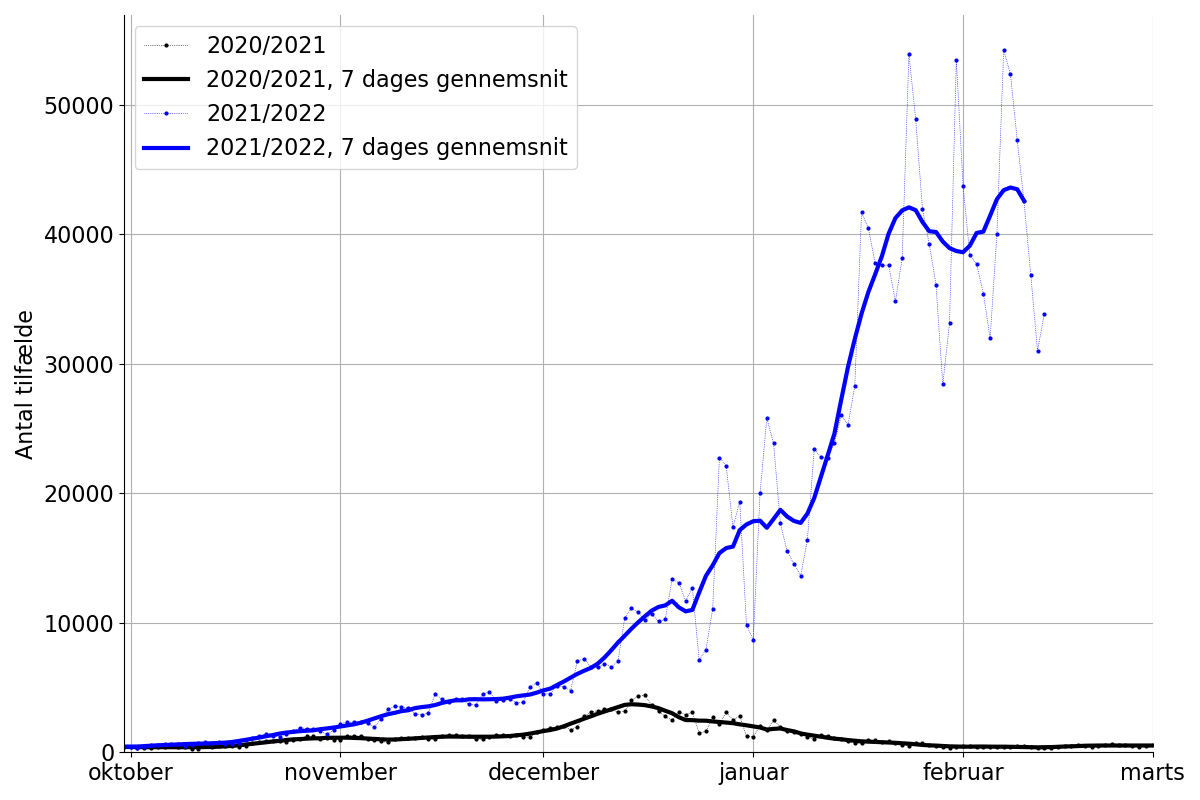 2020/2021
2020/2021, 7 dages gennemsnit
2021/2022
2021/2022, 7 dages gennemsnit
Antal tilfælde
50000
40000
30000
20000
10000
0
oktober november december januar februar marts